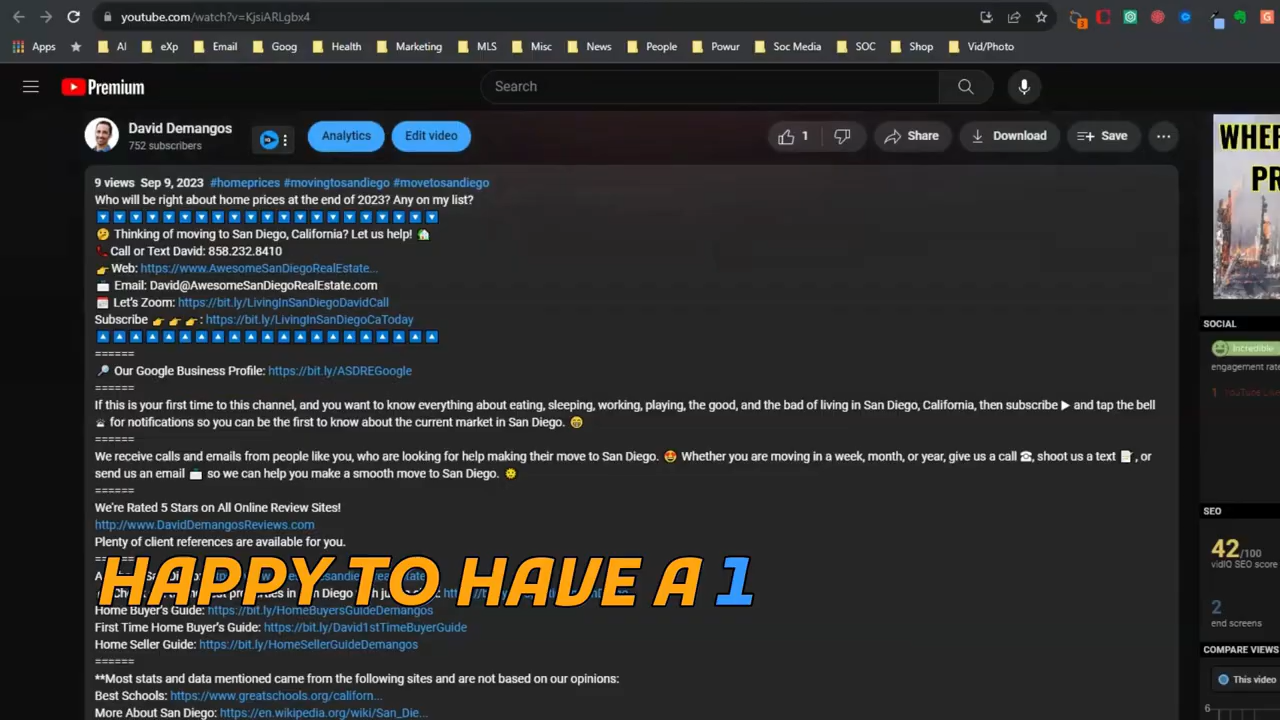 youtube.com/watch?v=KjsiARLgbx4
Apps AI eXp Email Goog Health Marketing MLS Misc News People Powur Soc Media SOC Shop Vid/Photo
Premium
Search
David Demangos
752 subscribers
Analytics
Edit video
1
Share
Download
Save
9 views Sep 9, 2023 #homeprices #movingtosandiego #movetosandiego
Who will be right about home prices at the end of 2023? Any on my list?
🤔 Thinking of moving to San Diego, California? Let us help! 🏡
📞 Call or Text David: 858.232.8410
👉 Web: https://www.AwesomeSanDiegoRealEstate...
📩 Email: David@AwesomeSanDiegoRealEstate.com
🗓 Let's Zoom: https://bit.ly/LivingInSanDiegoDavidCall
Subscribe 👉 👉 👉 : https://bit.ly/LivingInSanDiegoCaToday
======
🔎 Our Google Business Profile: https://bit.ly/ASDREGoogle
======
If this is your first time to this channel, and you want to know everything about eating, sleeping, working, playing, the good, and the bad of living in San Diego, California, then subscribe ▶ and tap the bell
for notifications so you can be the first to know about the current market in San Diego. 😁
======
We receive calls and emails from people like you, who are looking for help making their move to San Diego. 😍 Whether you are moving in a week, month, or year, give us a call ☎, shoot us a text 📝, or
send us an email 📩 so we can help you make a smooth move to San Diego.
======
We're Rated 5 Stars on All Online Review Sites!
http://www.DavidDemangosReviews.com
Plenty of client references are available for you.
HAPPY TO HAVE A 1
Home Buyer's Guide: https://bit.ly/HomeBuyersGuideDemangos
First Time Home Buyer's Guide: https://bit.ly/David1stTimeBuyerGuide
Home Seller Guide: https://bit.ly/HomeSellerGuideDemangos
======
**Most stats and data mentioned came from the following sites and are not based on our opinions:
Best Schools: https://www.greatschools.org/californ...
More About San Diego: https://en.wikipedia.org/wiki/San_Die...
SOCIAL
Incredible
engagement rate
1
SEO
42/100
vidIQ SEO score
2
end screens
COMPARE VIEWS
This video
6